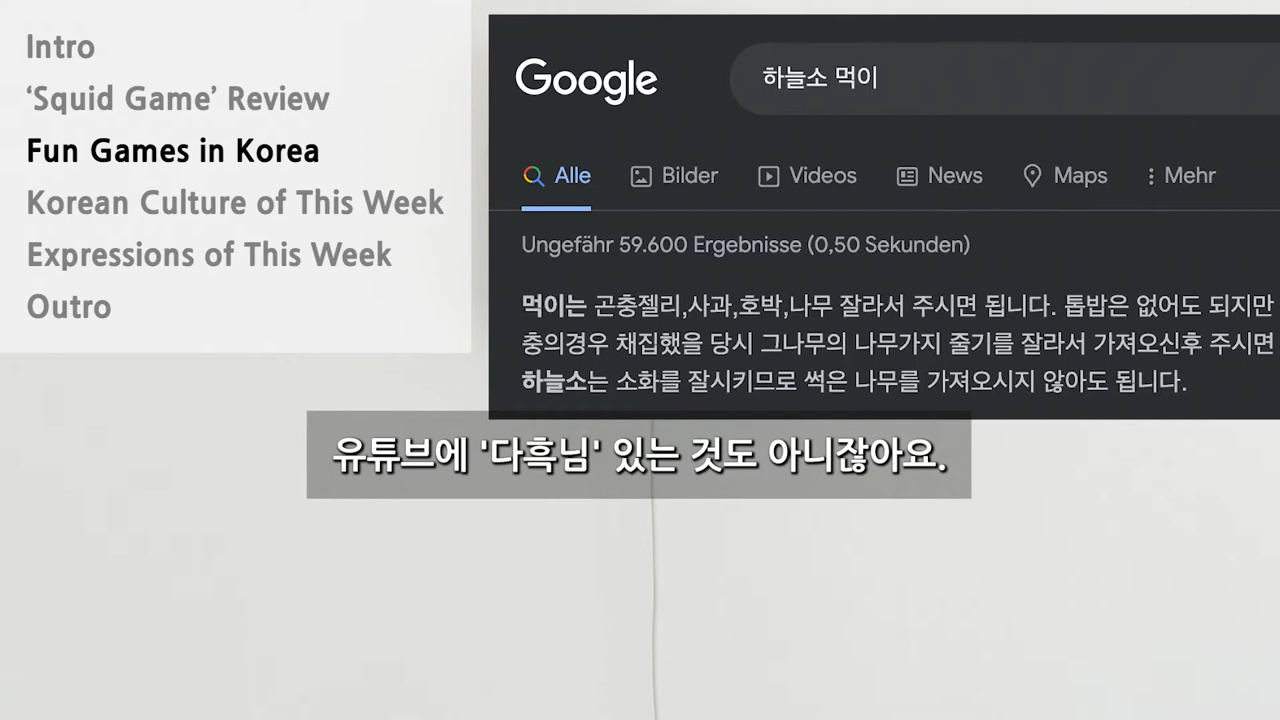 Intro
‘Squid Game’ Review
Fun Games in Korea
Korean Culture of This Week
Expressions of This Week
Outro
Google
하늘소 먹이
Alle Bilder Videos News Maps Mehr
Ungefähr 59.600 Ergebnisse (0,50 Sekunden)
먹이는 곤충젤리,사과,호박,나무 잘라서 주시면 됩니다. 톱밥은 없어도 되지만
충의경우 채집했을 당시 그나무의 나무가지 줄기를 잘라서 가져오신후 주시면
하늘소는 소화를 잘시키므로 썩은 나무를 가져오시지 않아도 됩니다.
유튜브에 '다흑님' 있는 것도 아니잖아요.